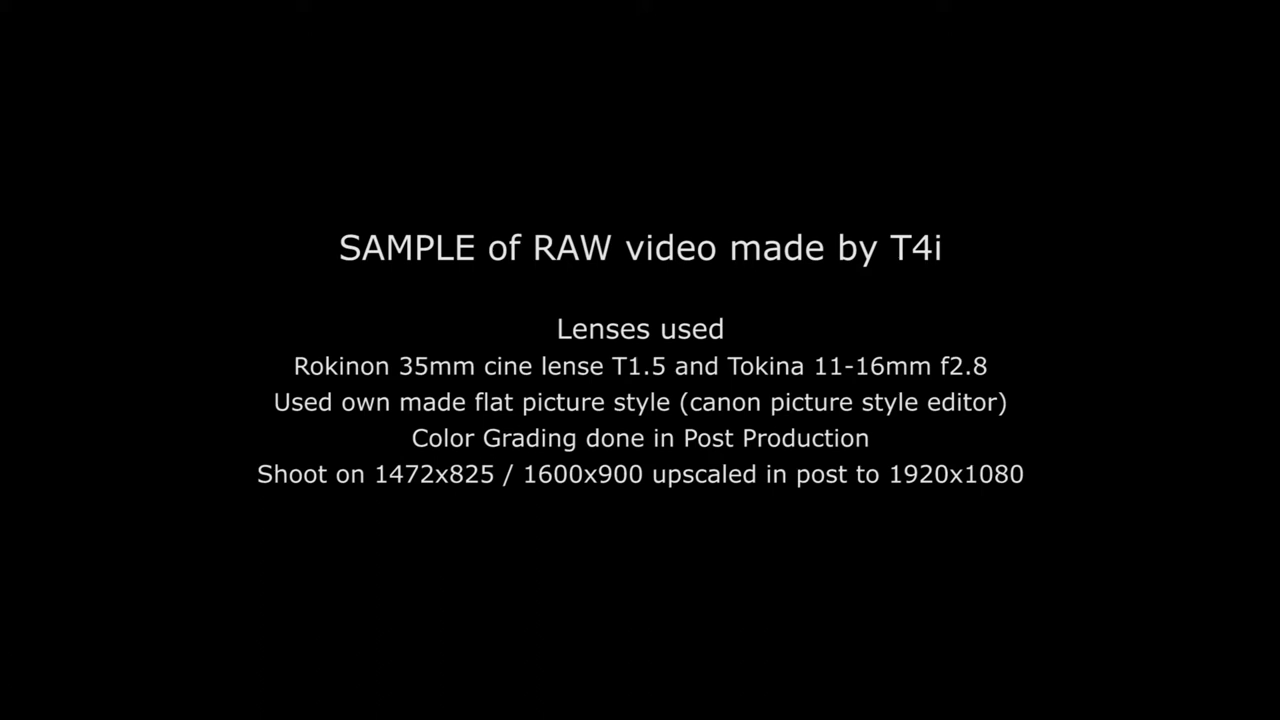 SAMPLE of RAW video made by T4i
Lenses used
Rokinon 35mm cine lense T1.5 and Tokina 11-16mm f2.8
Used own made flat picture style (canon picture style editor)
Color Grading done in Post Production
Shoot on 1472x825 / 1600x900 upscaled in post to 1920x1080